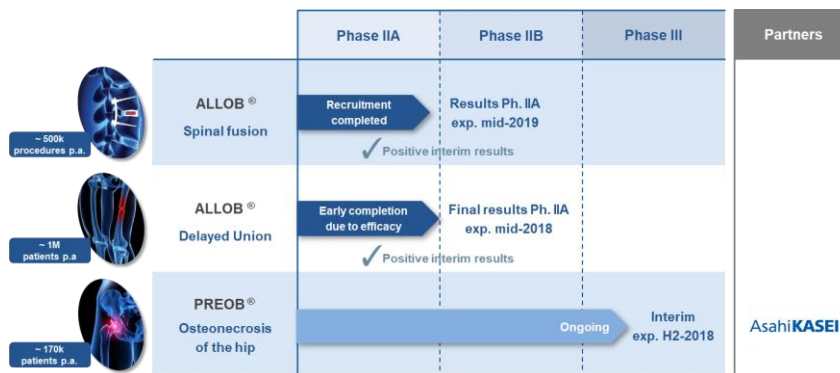 Phase IIA
Phase IIB
Phase III
Partners
~ 500k
procedures p.a.
ALLOB ®
Spinal fusion
Recruitment
completed
Results Ph. IIA
exp. mid-2019
Positive interim results
~ 1M
patients p.a
ALLOB ®
Delayed Union
Early completion
due to efficacy
Final results Ph. IIA
exp. mid-2018
Positive interim results
~ 170k
patients p.a.
PREOB®
Osteonecrosis
of the hip
Ongoing
Interim
exp. H2-2018
AsahiKASEI